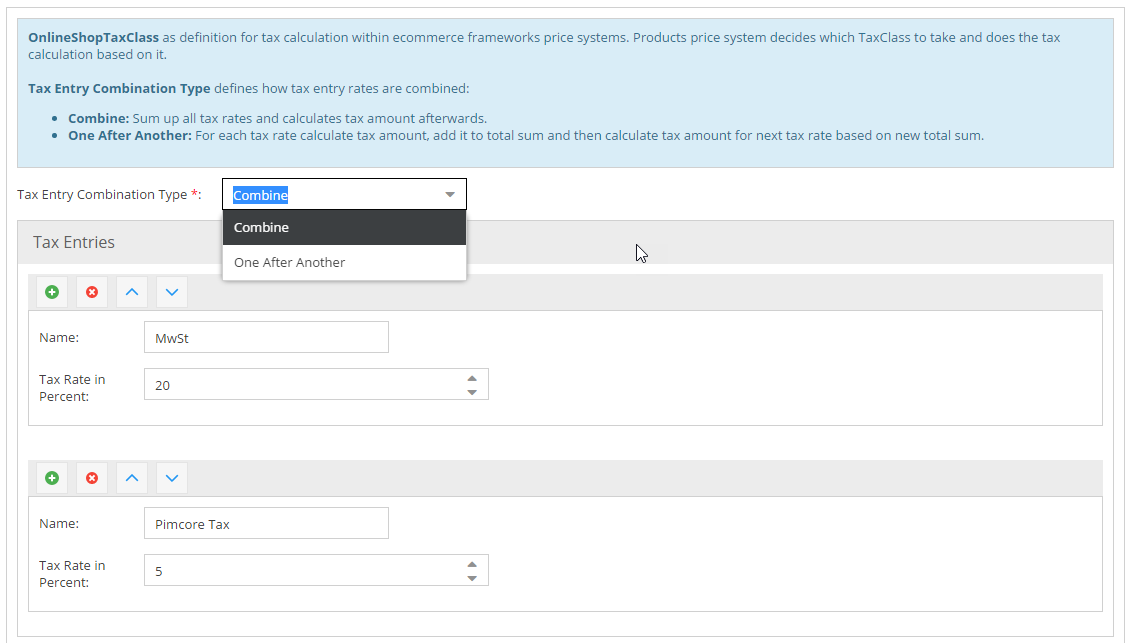 OnlineShopTaxClass as definition for tax calculation within ecommerce frameworks price systems. Products price system decides which TaxClass to take and does the tax
calculation based on it.
Tax Entry Combination Type defines how tax entry rates are combined:
Combine: Sum up all tax rates and calculates tax amount afterwards.
One After Another: For each tax rate calculate tax amount, add it to total sum and then calculate tax amount for next tax rate based on new total sum.
Tax Entry Combination Type *: Combine
Combine
One After Another
Tax Entries
Name: MwSt
Tax Rate in
Percent: 20
Name: Pimcore Tax
Tax Rate in
Percent: 5